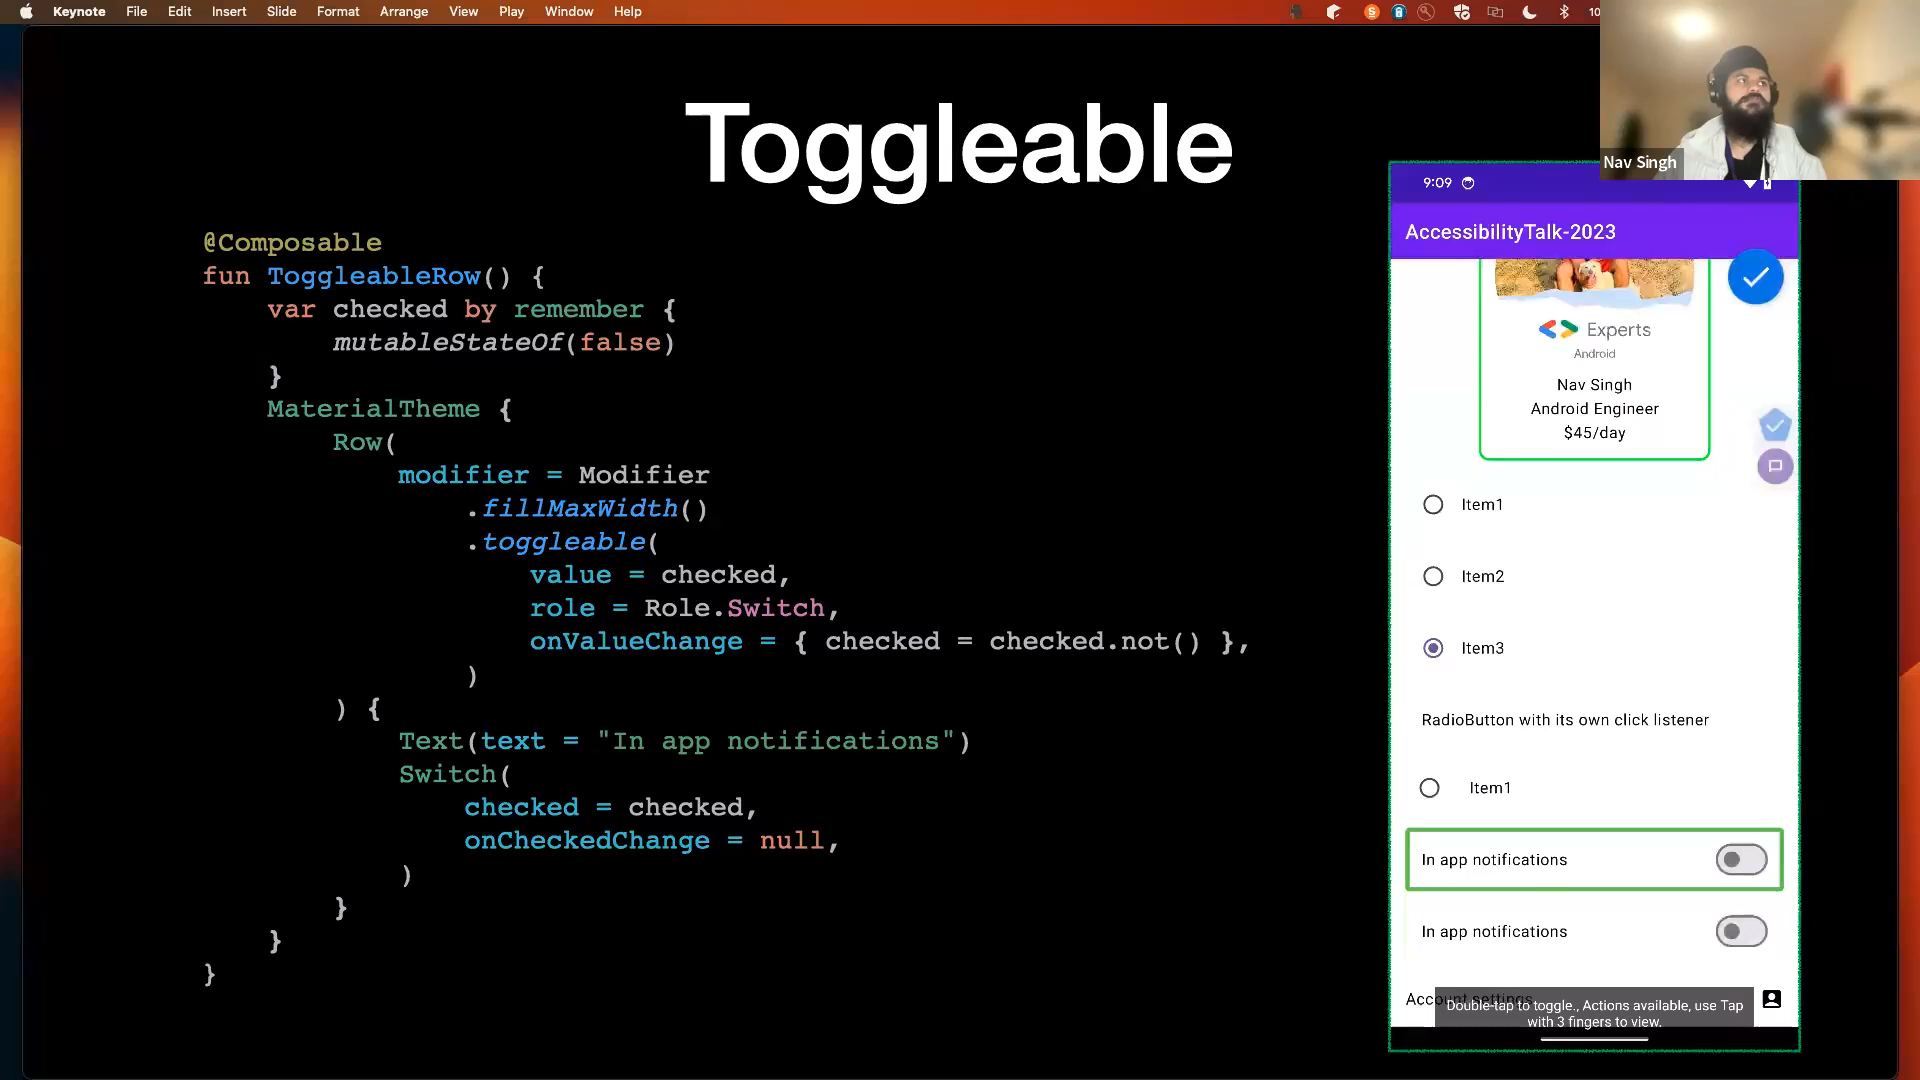 Keynote File Edit Insert Slide Format Arrange View Play Window Help
Toggleable
Nav Singh
@Composable
fun ToggleableRow() {
    var checked by remember {
        mutableStateOf(false)
    }
    MaterialTheme {
        Row(
            modifier = Modifier
                .fillMaxWidth()
                .toggleable(
                    value = checked,
                    role = Role.Switch,
                    onValueChange = { checked = checked.not() },
                )
        ) {
            Text(text = "In app notifications")
            Switch(
                checked = checked,
                onCheckedChange = null,
            )
        }
    }
}
9:09
AccessibilityTalk-2023
Experts
Android
Nav Singh
Android Engineer
$45/day
Item1
Item2
Item3
RadioButton with its own click listener
Item1
In app notifications
In app notifications
Account settings
Double-tap to toggle., Actions available, use Tap
with 3 fingers to view.